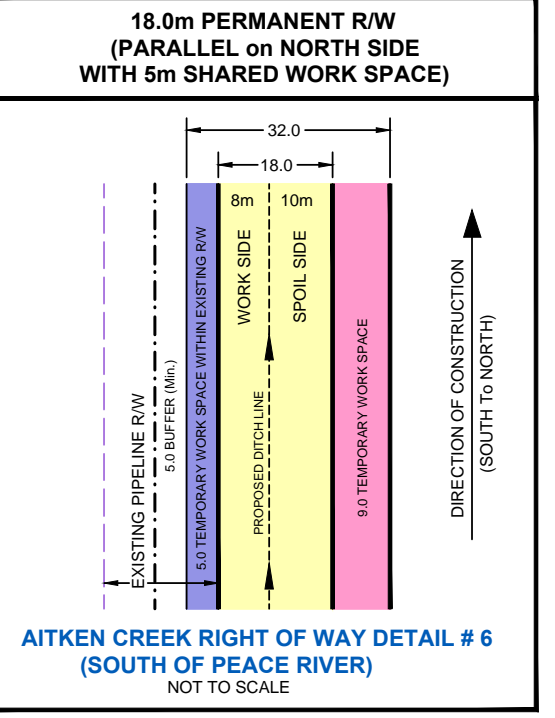 18.0m PERMANENT R/W
(PARALLEL on NORTH SIDE
WITH 5m SHARED WORK SPACE)
32.0
18.0
8m
10m
EXISTING PIPELINE R/W
5.0 BUFFER (Min.)
5.0 TEMPORARY WORK SPACE WITHIN EXISTING R/W
WORK SIDE
PROPOSED DITCH LINE
SPOIL SIDE
9.0 TEMPORARY WORK SPACE
DIRECTION OF CONSTRUCTION
(SOUTH To NORTH)
AITKEN CREEK RIGHT OF WAY DETAIL # 6
(SOUTH OF PEACE RIVER)
NOT TO SCALE